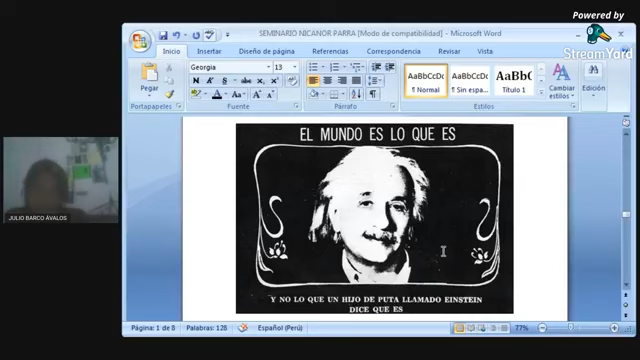 Powered by
StreamYard
SEMINARIO NICANOR PARRA [Modo de compatibilidad] - Microsoft Word
Inicio
Insertar
Diseño de página
Referencias
Correspondencia
Revisar
Vista
Pegar
Portapapeles
Georgia
13
Fuente
Párrafo
AaBbCcDc
¶ Normal
AaBbCcDc
¶ Sin espa...
AaBbC
Título 1
Cambiar
estilos
Estilos
Edición
EL MUNDO ES LO QUE ES
Y NO LO QUE UN HIJO DE PUTA LLAMADO EINSTEIN
DICE QUE ES
JULIO BARCO ÁVALOS
Página: 1 de 8
Palabras: 128
Español (Perú)
77%